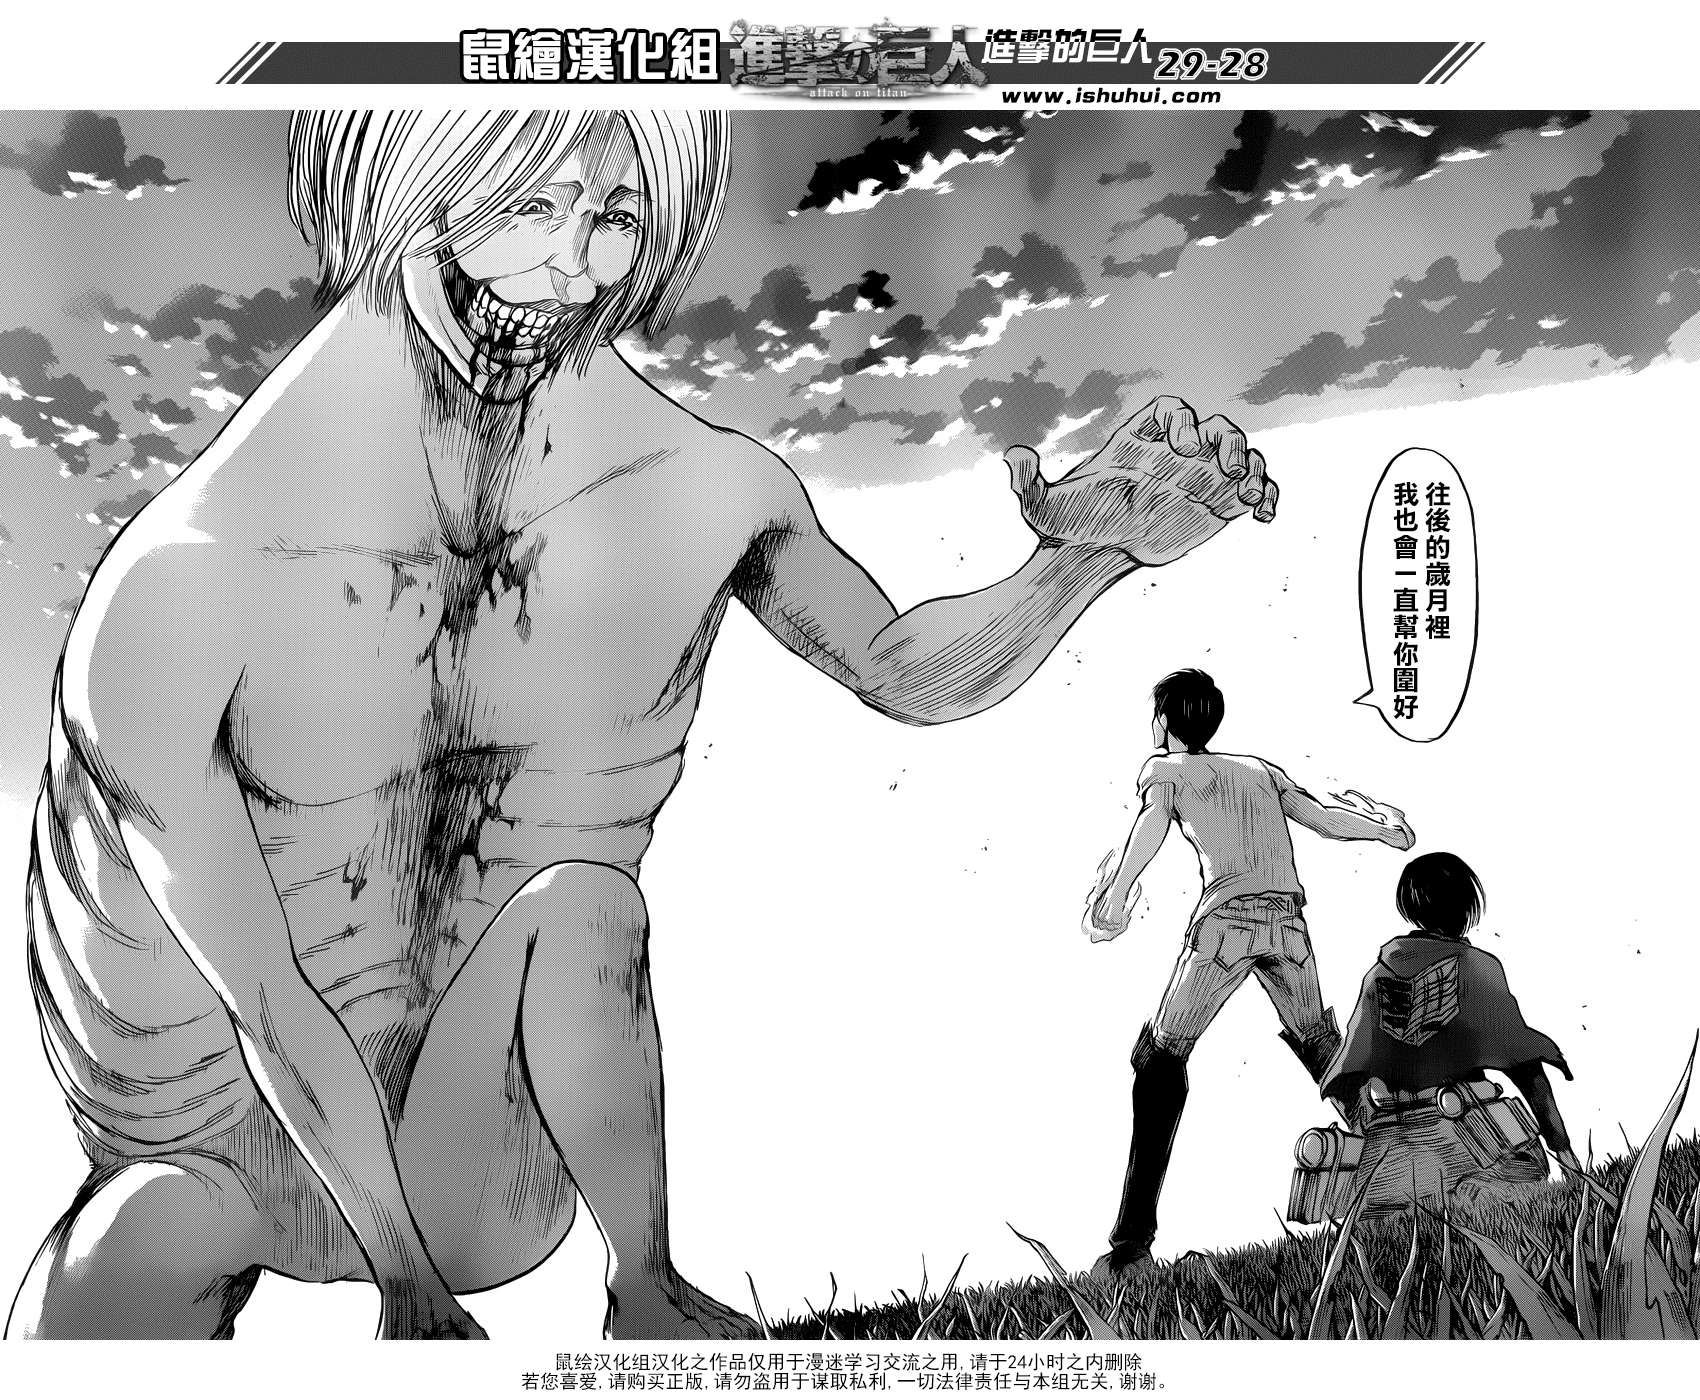 鼠繪漢化組 進撃の巨人 進擊的巨人 29-28
attack on titan
www.ishuhui.com
往後的歲月裡
我也會一直幫你圍好
鼠绘汉化组汉化之作品仅用于漫迷学习交流之用,请于24小时之内删除
若您喜爱,请购买正版,请勿盗用于谋取私利,一切法律责任与本组无关,谢谢。